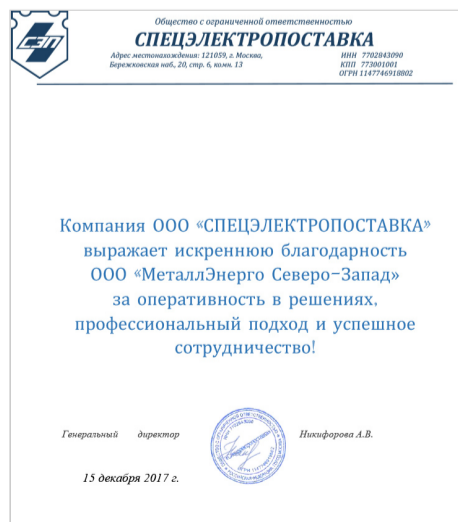 СЭП
Общество с ограниченной ответственностью
СПЕЦЭЛЕКТРОПОСТАВКА
Адрес местонахождения: 121059, г. Москва, ИНН 7702843090
Бережковская наб., 20, стр. 6, комн. 13 КПП 773001001
ОГРН 1147746918802
Компания ООО «СПЕЦЭЛЕКТРОПОСТАВКА»
выражает искреннюю благодарность
ООО «МеталлЭнерго Северо-Запад»
за оперативность в решениях,
профессиональный подход и успешное
сотрудничество!
Генеральный директор Никифорова А.В.
15 декабря 2017 г.